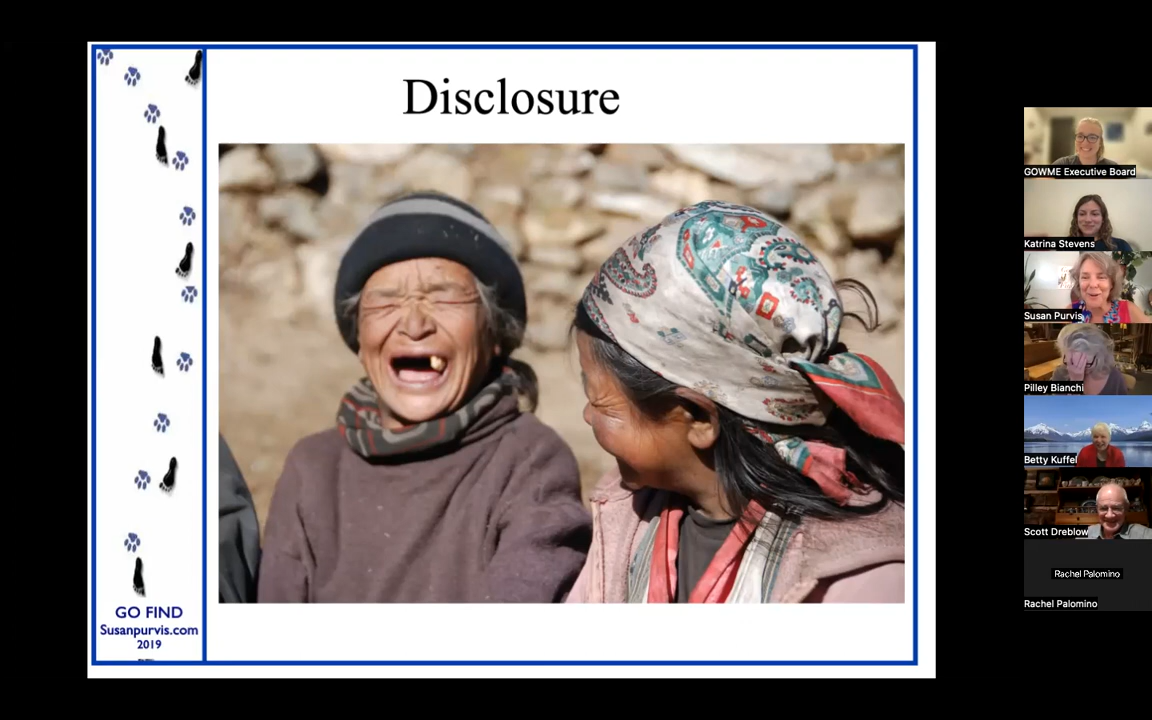 Disclosure
GO FIND
Susanpurvis.com
2019
GOWME Executive Board
Katrina Stevens
Susan Purvis
Pilley Bianchi
Betty Kuffel
Scott Dreblow
Rachel Palomino
Rachel Palomino